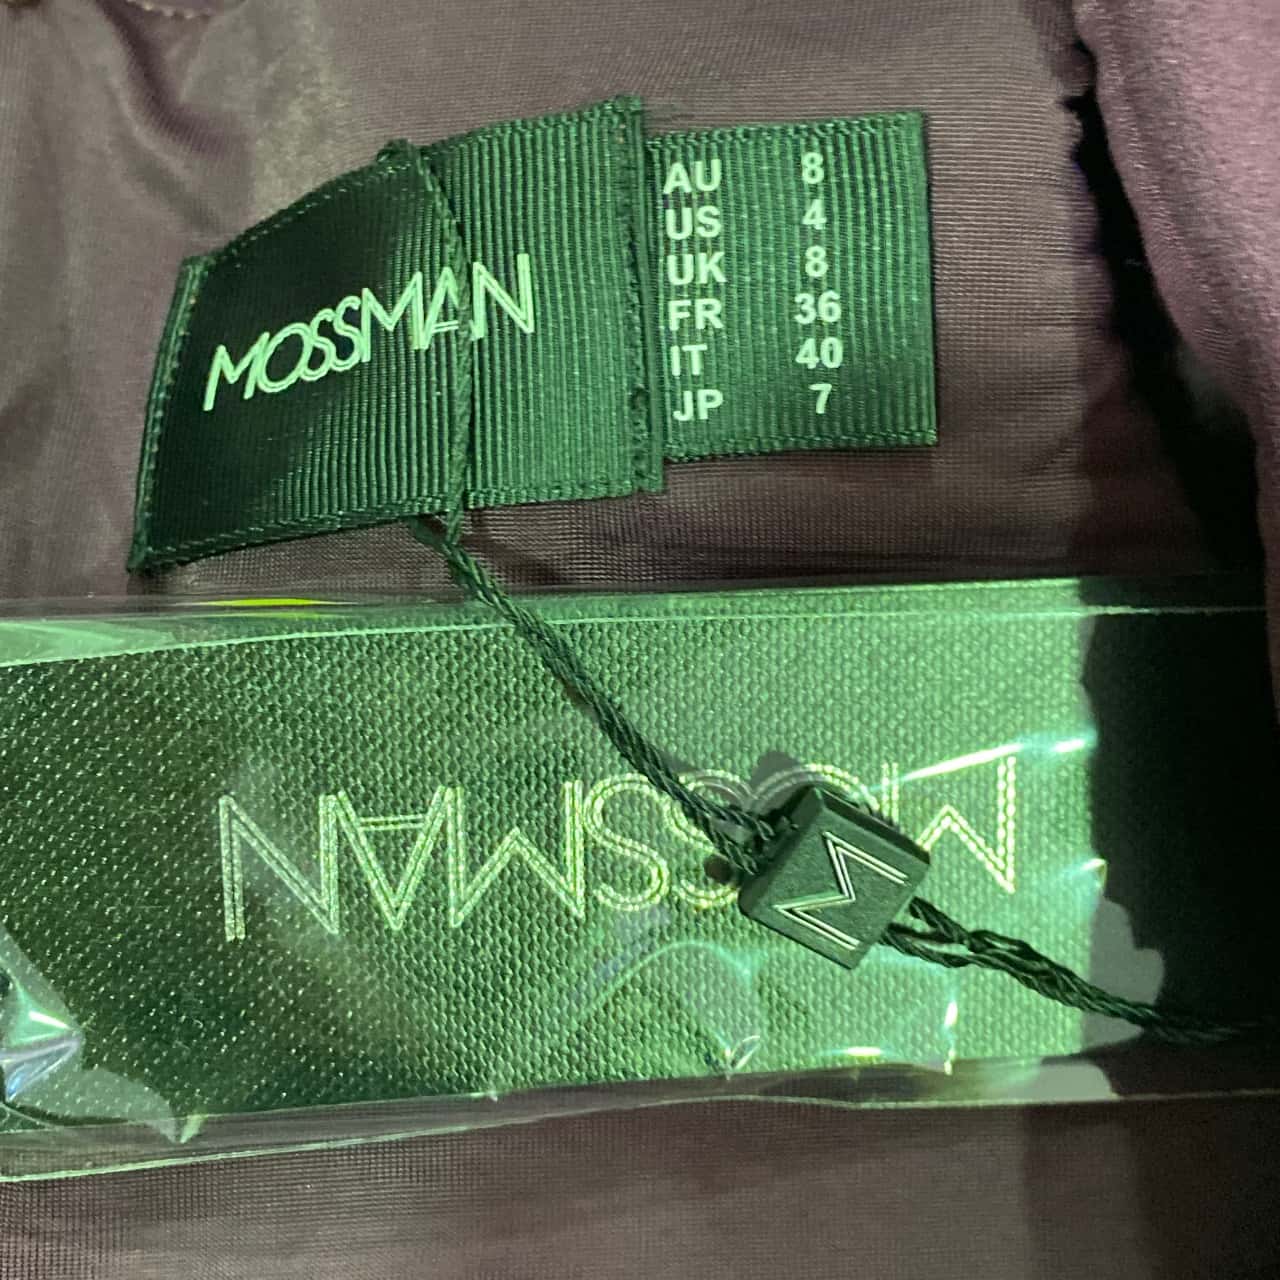 MOSSMAN
AU 8
US 4
UK 8
FR 36
IT 40
JP 7
MOSSMAN
M